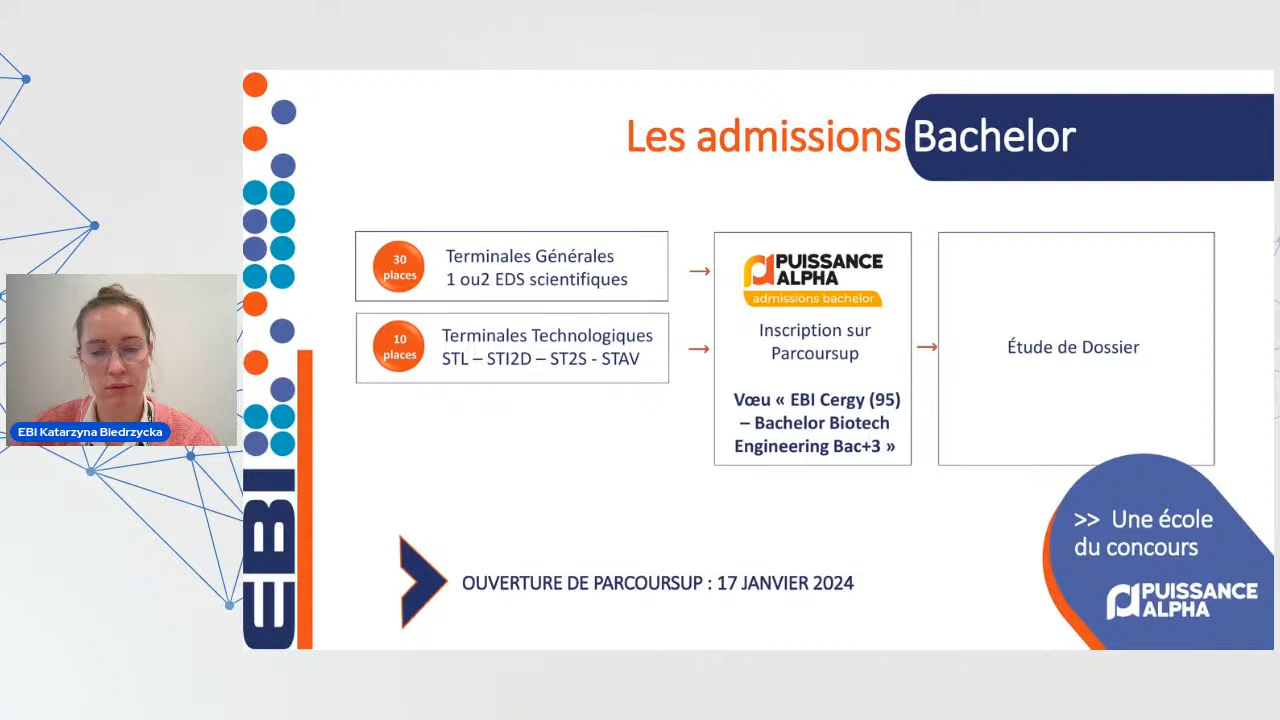 Les admissions Bachelor
30
places
Terminales Générales
1 ou2 EDS scientifiques
10
places
Terminales Technologiques
STL – STI2D – ST2S - STAV
PUISSANCE
ALPHA
admissions bachelor
Inscription sur
Parcoursup
Vœu « EBI Cergy (95)
– Bachelor Biotech
Engineering Bac+3 »
Étude de Dossier
EBI Katarzyna Biedrzycka
EBI
OUVERTURE DE PARCOURSUP : 17 JANVIER 2024
>> Une école
du concours
PUISSANCE
ALPHA